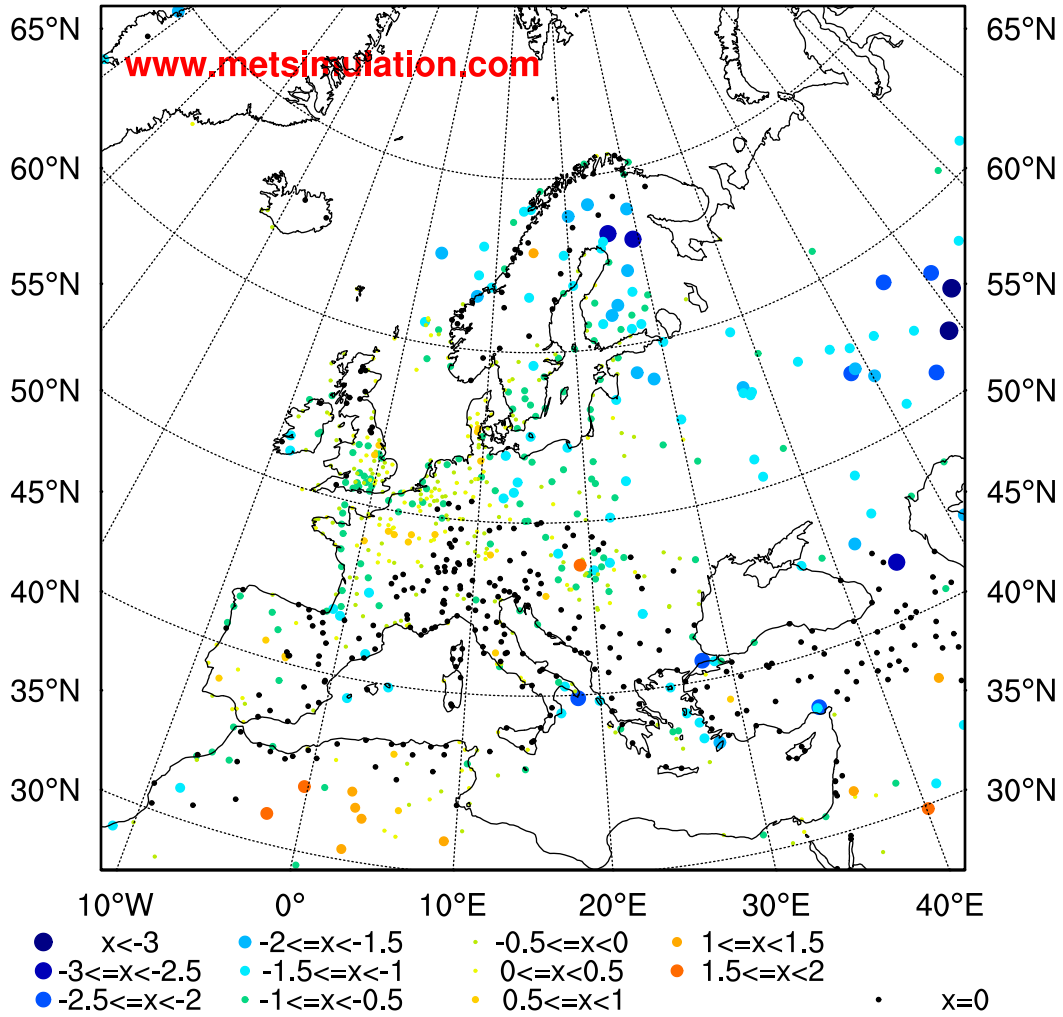 65°N 65°N
www.metsimulation.com
60°N 60°N
55°N 55°N
50°N 50°N
45°N 45°N
40°N 40°N
35°N 35°N
30°N 30°N
10°W 0° 10°E 20°E 30°E 40°E
x<-3 -2<=x<-1.5 -0.5<=x<0 1<=x<1.5
-3<=x<-2.5 -1.5<=x<-1 0<=x<0.5 1.5<=x<2
-2.5<=x<-2 -1<=x<-0.5 0.5<=x<1 x=0